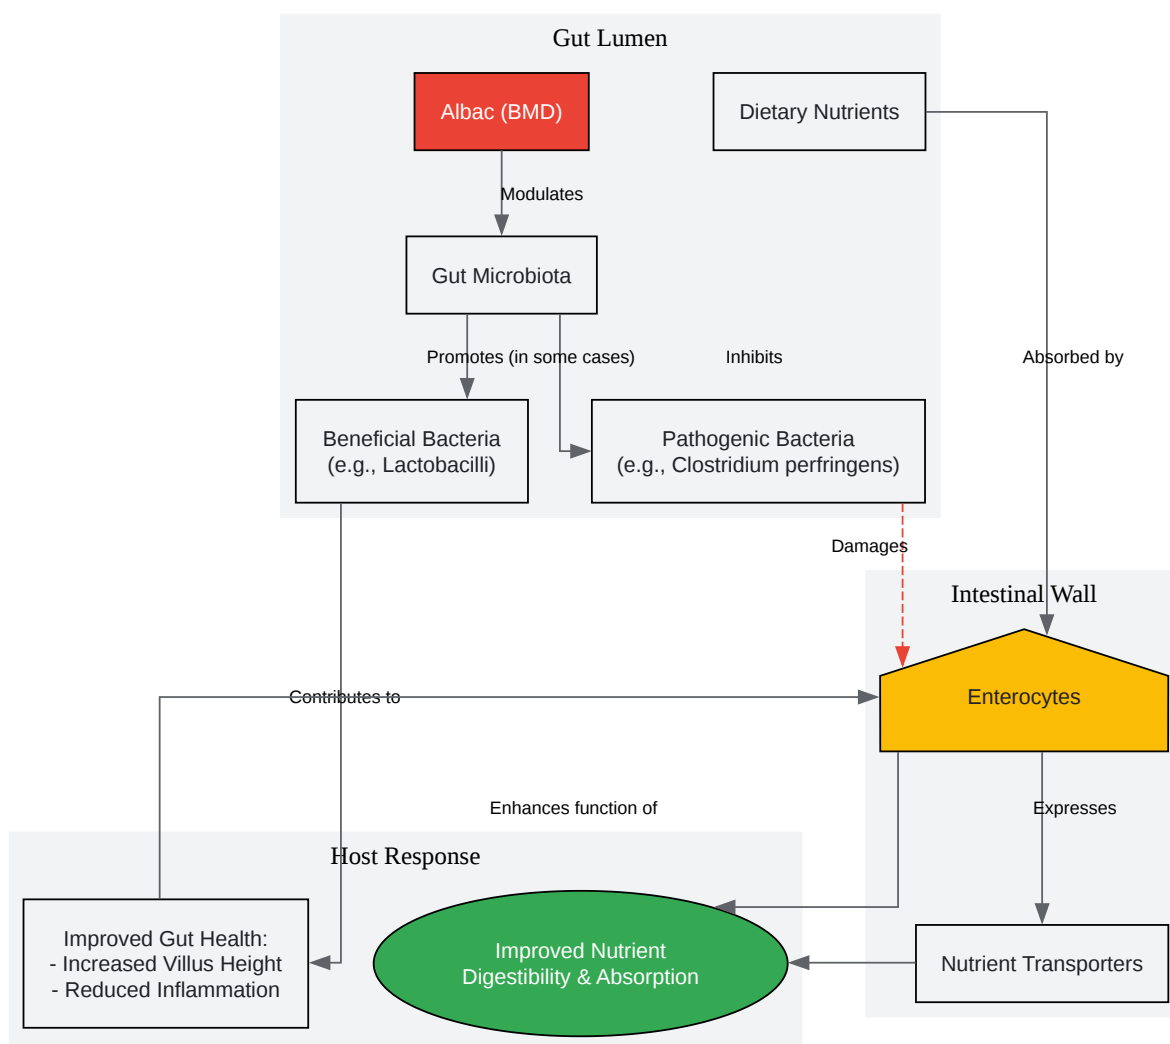 Gut Lumen
Albac (BMD)
Dietary Nutrients
Modulates
Gut Microbiota
Promotes (in some cases)
Inhibits
Absorbed by
Beneficial Bacteria
(e.g., Lactobacilli)
Pathogenic Bacteria
(e.g., Clostridium perfringens)
Damages
Intestinal Wall
Enterocytes
Contributes to
Enhances function of
Expresses
Host Response
Improved Gut Health:
- Increased Villus Height
- Reduced Inflammation
Improved Nutrient
Digestibility & Absorption
Nutrient Transporters